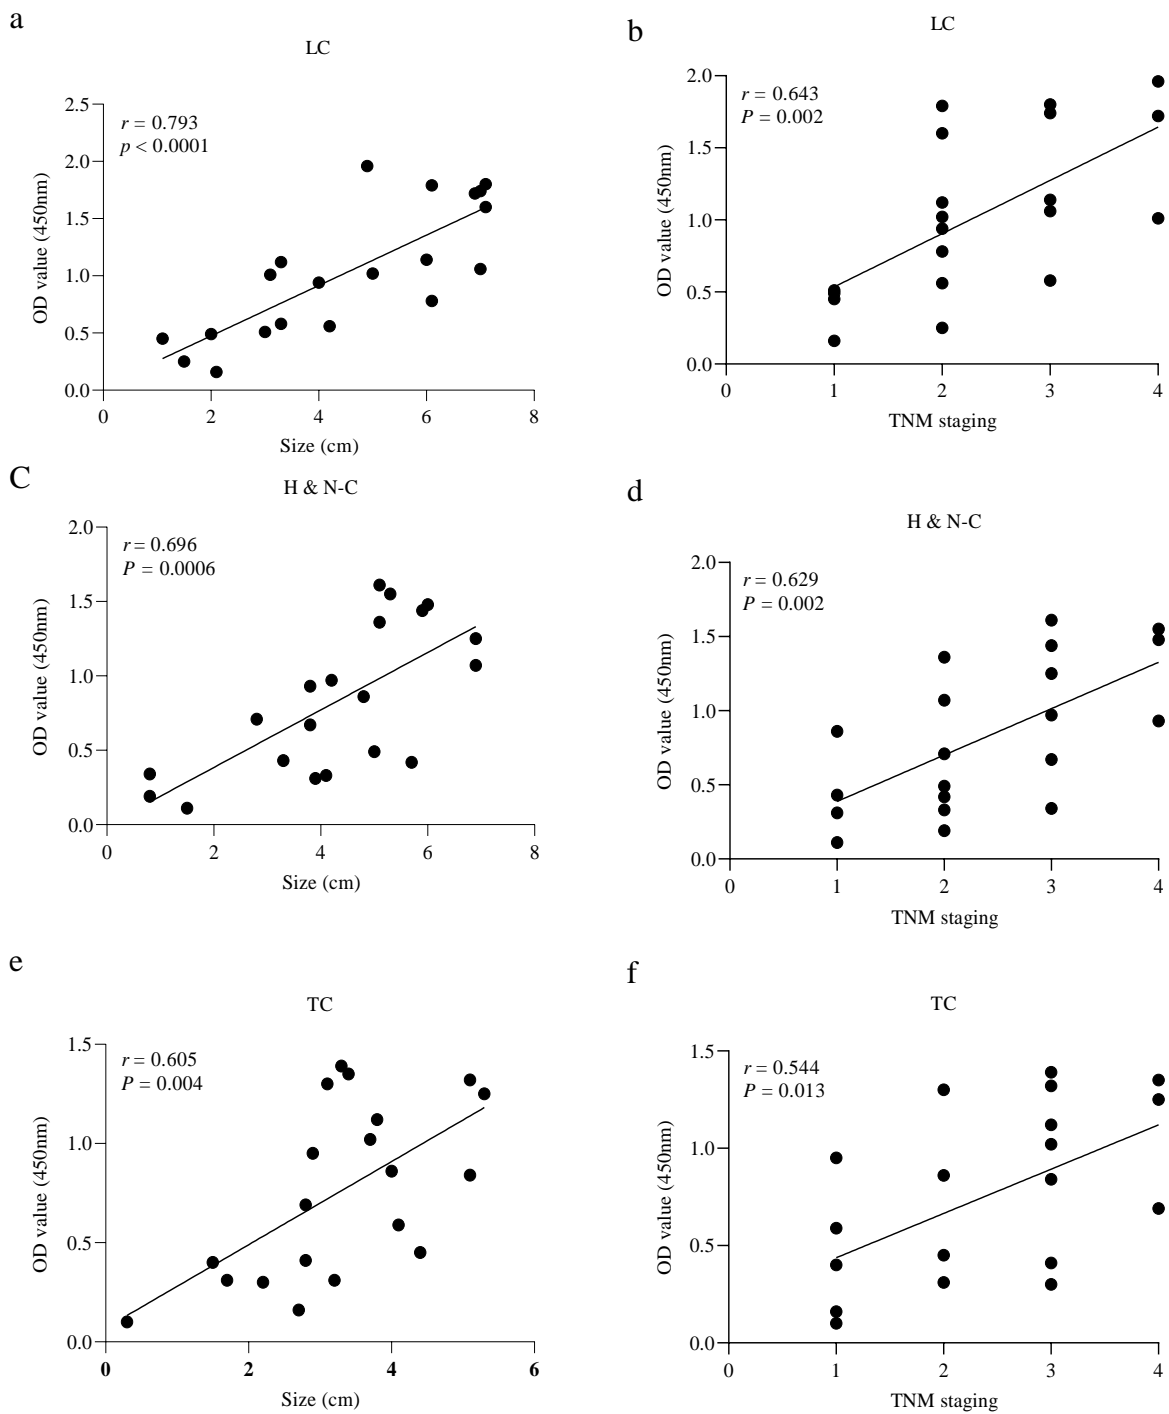 a
LC
r = 0.793
p < 0.0001
OD value (450nm)
2.5
2.0
1.5
1.0
0.5
0.0
0 2 4 6 8
Size (cm)
b
LC
r = 0.643
P = 0.002
OD value (450nm)
2.0
1.5
1.0
0.5
0.0
0 1 2 3 4
TNM staging
C
H & N-C
r = 0.696
P = 0.0006
OD value (450nm)
2.0
1.5
1.0
0.5
0.0
0 2 4 6 8
Size (cm)
d
H & N-C
r = 0.629
P = 0.002
OD value (450nm)
2.0
1.5
1.0
0.5
0.0
0 1 2 3 4
TNM staging
e
TC
r = 0.605
P = 0.004
OD value (450nm)
1.5
1.0
0.5
0.0
0 2 4 6
Size (cm)
f
TC
r = 0.544
P = 0.013
OD value (450nm)
1.5
1.0
0.5
0.0
0 1 2 3 4
TNM staging